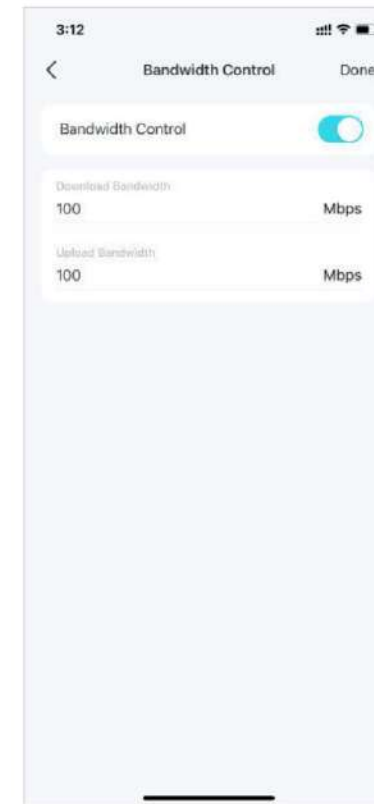 3:12
Bandwidth Control Done
Bandwidth Control
Download Bandwidth
100 Mbps
Upload Bandwidth
100 Mbps